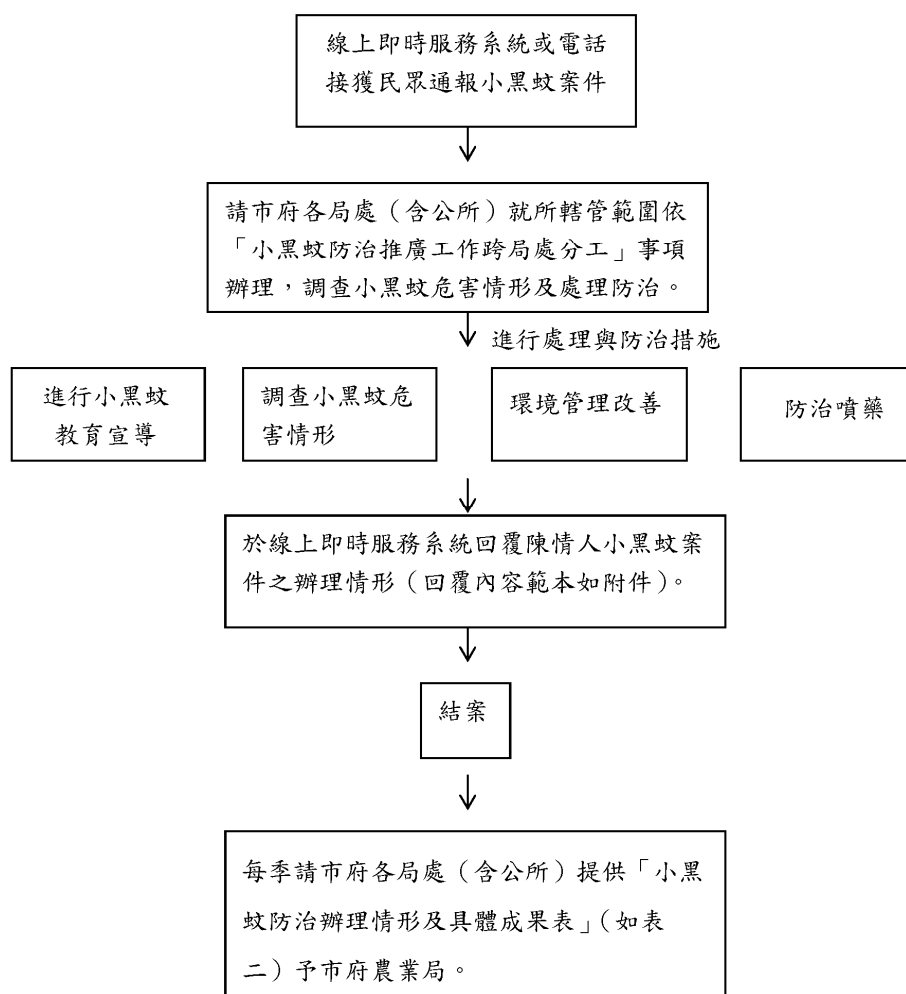 線上即時服務系統或電話
接獲民眾通報小黑蚊案件
請市府各局處（含公所）就所轄管範圍依
「小黑蚊防治推廣工作跨局處分工」事項
辦理，調查小黑蚊危害情形及處理防治。
進行處理與防治措施
進行小黑蚊
教育宣導
調查小黑蚊危
害情形
環境管理改善
防治噴藥
於線上即時服務系統回覆陳情人小黑蚊案
件之辦理情形（回覆內容範本如附件）。
結案
每季請市府各局處（含公所）提供「小黑
蚊防治辦理情形及具體成果表」（如表
二）予市府農業局。